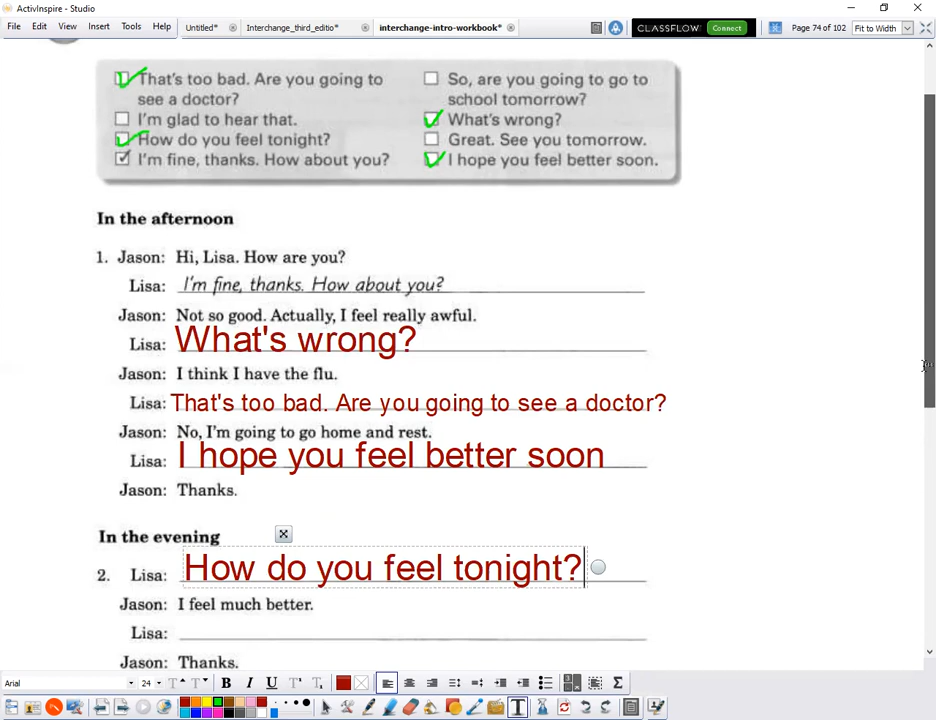 ActivInspire - Studio
File Edit View Insert Tools Help Untitled* Interchange_third_editio* interchange-intro-workbook* CLASSFLOW Connect Page 74 of 102 Fit to Width
That's too bad. Are you going to
see a doctor?
I'm glad to hear that.
How do you feel tonight?
I'm fine, thanks. How about you?
So, are you going to go to
school tomorrow?
What's wrong?
Great. See you tomorrow.
I hope you feel better soon.
In the afternoon
1. Jason: Hi, Lisa. How are you?
Lisa: I'm fine, thanks. How about you?
Jason: Not so good. Actually, I feel really awful.
Lisa: What's wrong?
Jason: I think I have the flu.
Lisa: That's too bad. Are you going to see a doctor?
Jason: No, I'm going to go home and rest.
Lisa: I hope you feel better soon
Jason: Thanks.
In the evening
2. Lisa: How do you feel tonight?
Jason: I feel much better.
Lisa:
Jason: Thanks.
Arial 24 B I U